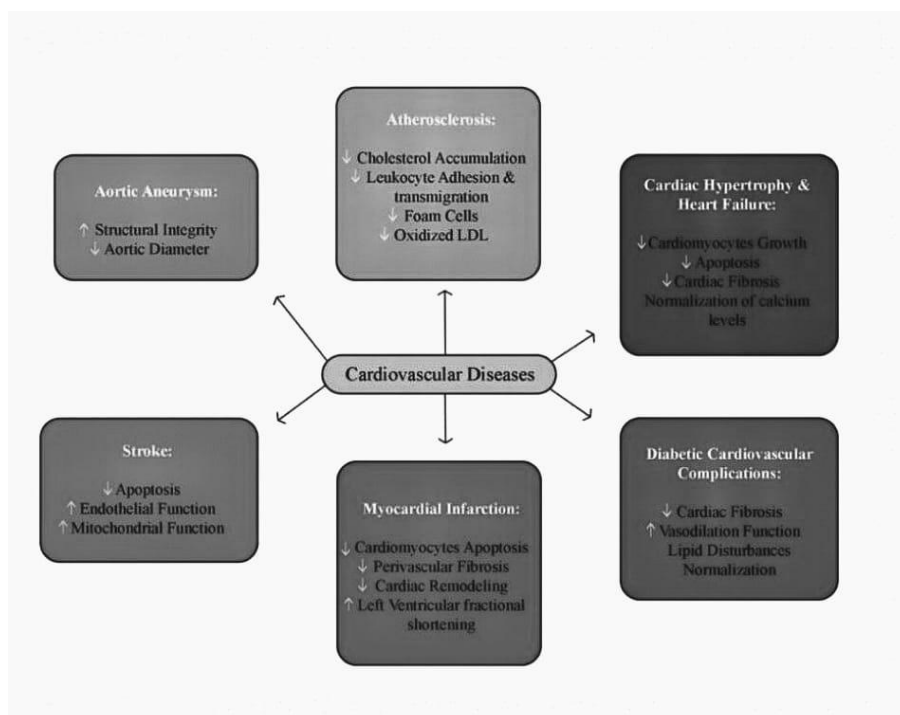 Atherosclerosis:
↓ Cholesterol Accumulation
↓ Leukocyte Adhesion &
transmigration
↓ Foam Cells
↓ Oxidized LDL
Aortic Aneurysm:
↑ Structural Integrity
↓ Aortic Diameter
Cardiac Hypertrophy &
Heart Failure:
↓ Cardiomyocytes Growth
↓ Apoptosis
↓ Cardiac Fibrosis
Normalization of calcium
levels
Cardiovascular Diseases
Stroke:
↓ Apoptosis
↑ Endothelial Function
↑ Mitochondrial Function
Myocardial Infarction:
↓ Cardiomyocytes Apoptosis
↓ Perivascular Fibrosis
↓ Cardiac Remodeling
↑ Left Ventricular fractional
shortening
Diabetic Cardiovascular
Complications:
↓ Cardiac Fibrosis
↑ Vasodilation Function
Lipid Disturbances
Normalization